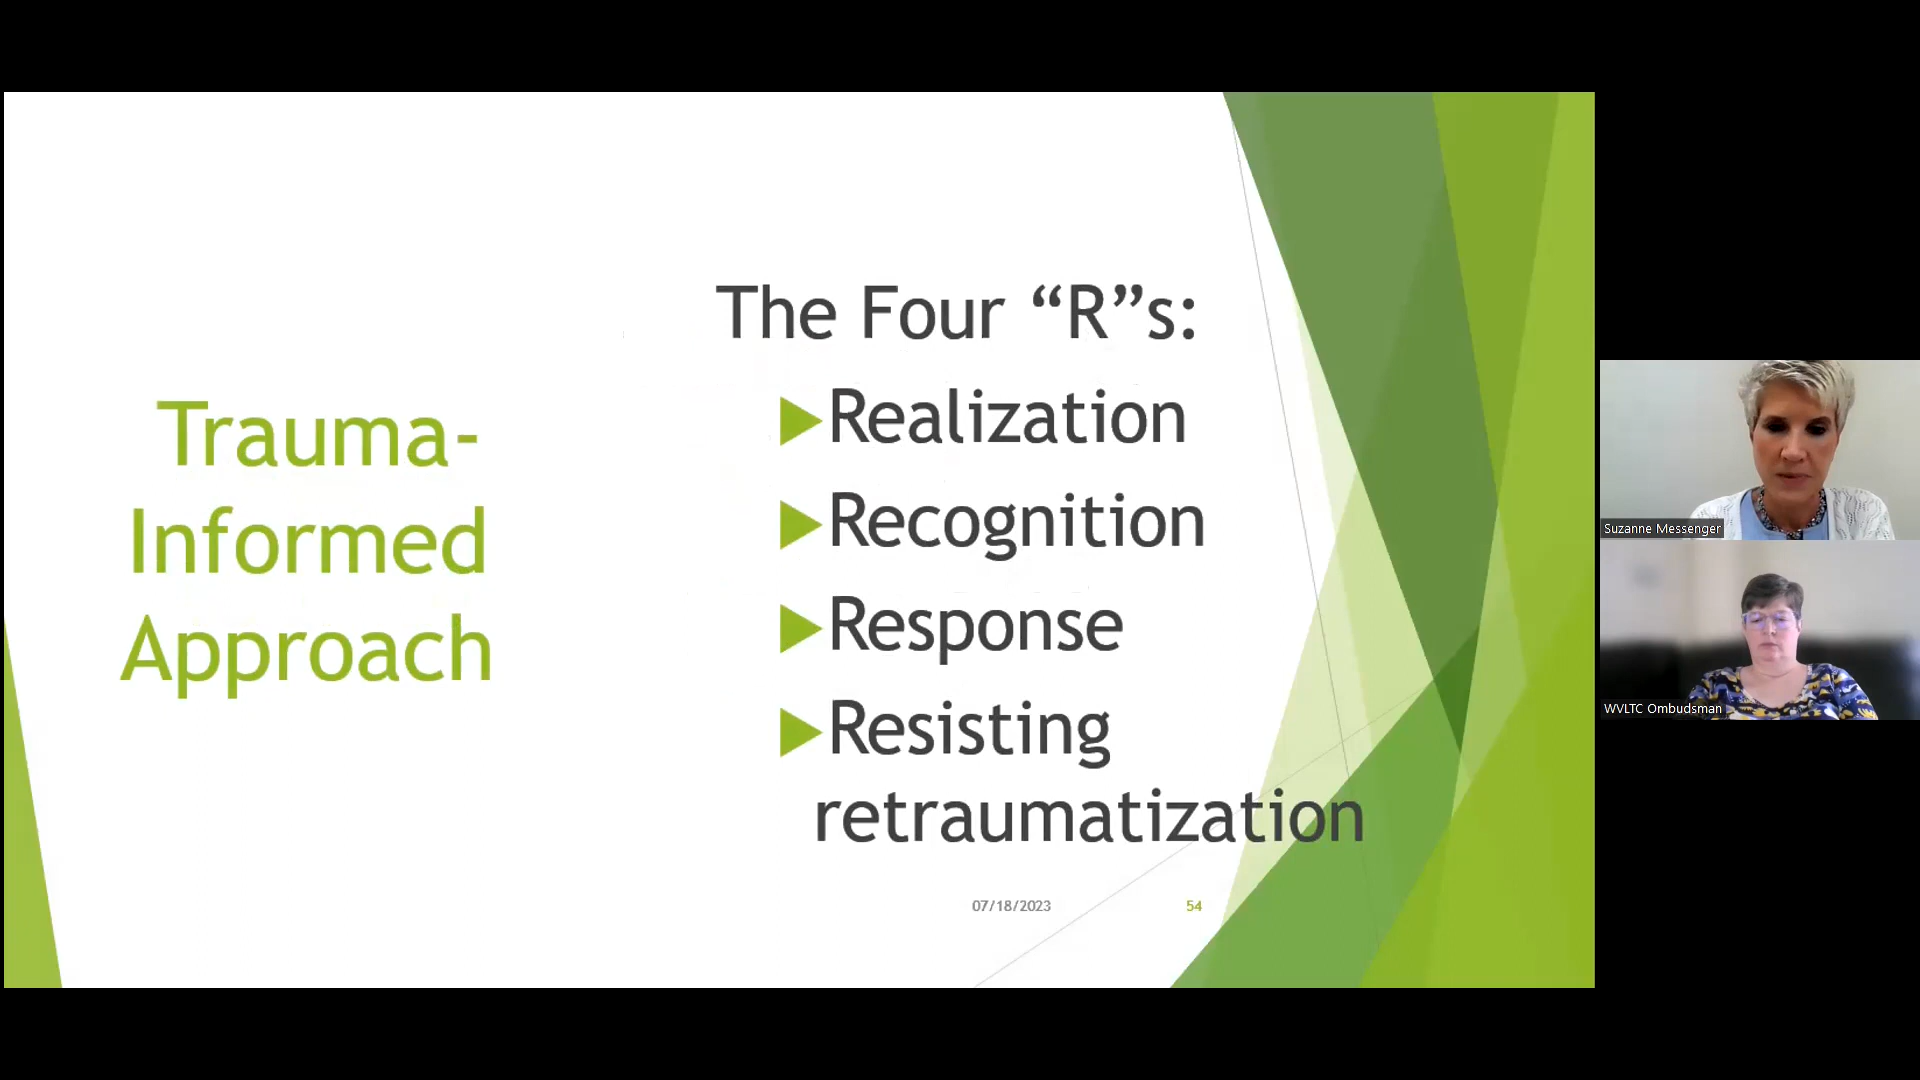 Trauma-
Informed
Approach
The Four “R”s:
Realization
Recognition
Response
Resisting
retraumatization
07/18/2023
54
Suzanne Messenger
WVLTC Ombudsman